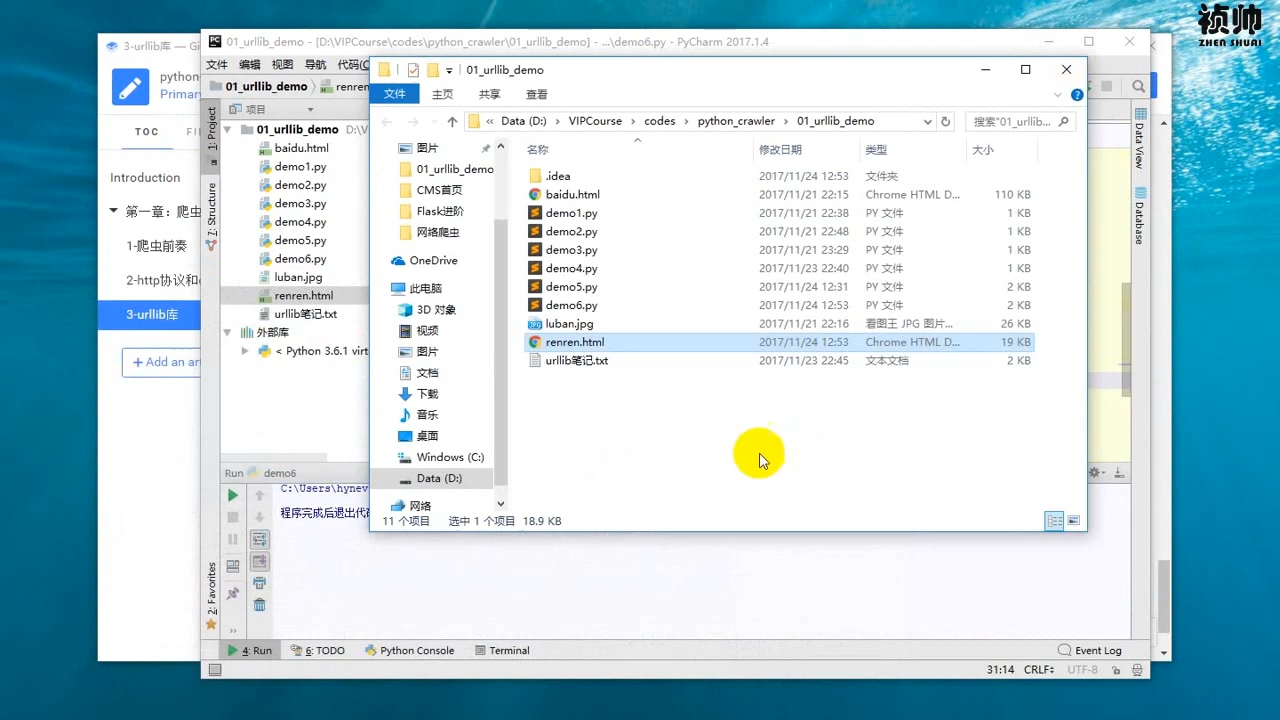 祯帅
ZHEN SHUAI
3-urllib库 — Gi
python
Primary
TOC
FI
Introduction
第一章：爬虫
1-爬虫前奏
2-http协议和c
3-urllib库
+ Add an ar
01_urllib_demo - [D:\VIPCourse\codes\python_crawler\01_urllib_demo] - ...\demo6.py - PyCharm 2017.1.4
文件 编辑 视图 导航 代码(C
01_urllib_demo
renren
项目
01_urllib_demo D:\V
baidu.html
demo1.py
demo2.py
demo3.py
demo4.py
demo5.py
demo6.py
luban.jpg
renren.html
urllib笔记.txt
外部库
< Python 3.6.1 virt
1: Project
7: Structure
2: Favorites
Data View
Database
01_urllib_demo
文件 主页 共享 查看
« Data (D:) › VIPCourse › codes › python_crawler › 01_urllib_demo
搜索"01_urllib...
图片
01_urllib_demo
CMS首页
Flask进阶
网络爬虫
OneDrive
此电脑
3D 对象
视频
图片
文档
下载
音乐
桌面
Windows (C:)
Data (D:)
网络
名称 修改日期 类型 大小
.idea 2017/11/24 12:53 文件夹
baidu.html 2017/11/21 22:15 Chrome HTML D... 110 KB
demo1.py 2017/11/21 22:38 PY 文件 1 KB
demo2.py 2017/11/21 22:48 PY 文件 1 KB
demo3.py 2017/11/21 23:29 PY 文件 1 KB
demo4.py 2017/11/23 22:40 PY 文件 1 KB
demo5.py 2017/11/24 12:31 PY 文件 2 KB
demo6.py 2017/11/24 12:53 PY 文件 2 KB
luban.jpg 2017/11/21 22:16 看图王 JPG 图片... 26 KB
renren.html 2017/11/24 12:53 Chrome HTML D... 19 KB
urllib笔记.txt 2017/11/23 22:45 文本文档 2 KB
11 个项目 选中 1 个项目 18.9 KB
Run demo6
C:\Users\hynev
程序完成后退出代
4: Run 6: TODO Python Console Terminal Event Log
31:14 CRLF÷ UTF-8